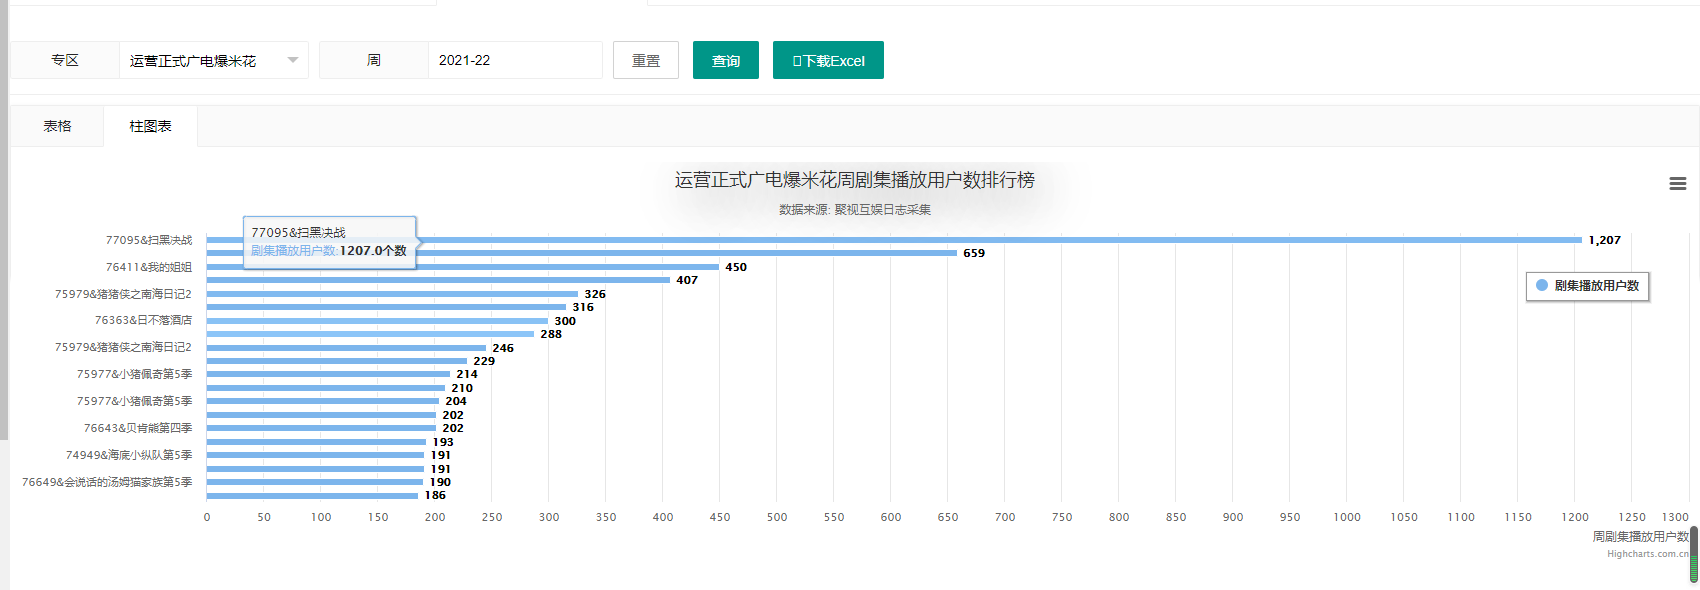 专区
运营正式广电爆米花
周
2021-22
重置
查询
下载Excel
表格
柱图表
运营正式广电爆米花周剧集播放用户数排行榜
数据来源: 聚视互娱日志采集
77095&扫黑决战
剧集播放用户数:1207.0个数
77095&扫黑决战
1,207
659
76411&我的姐姐
450
407
剧集播放用户数
75979&猪猪侠之南海日记2
326
316
76363&日不落酒店
300
288
75979&猪猪侠之南海日记2
246
229
75977&小猪佩奇第5季
214
210
75977&小猪佩奇第5季
204
202
76643&贝肯熊第四季
202
193
74949&海底小纵队第5季
191
191
76649&会说话的汤姆猫家族第5季
190
186
0 50 100 150 200 250 300 350 400 450 500 550 600 650 700 750 800 850 900 950 1000 1050 1100 1150 1200 1250 1300
周剧集播放用户数
Highcharts.com.cn